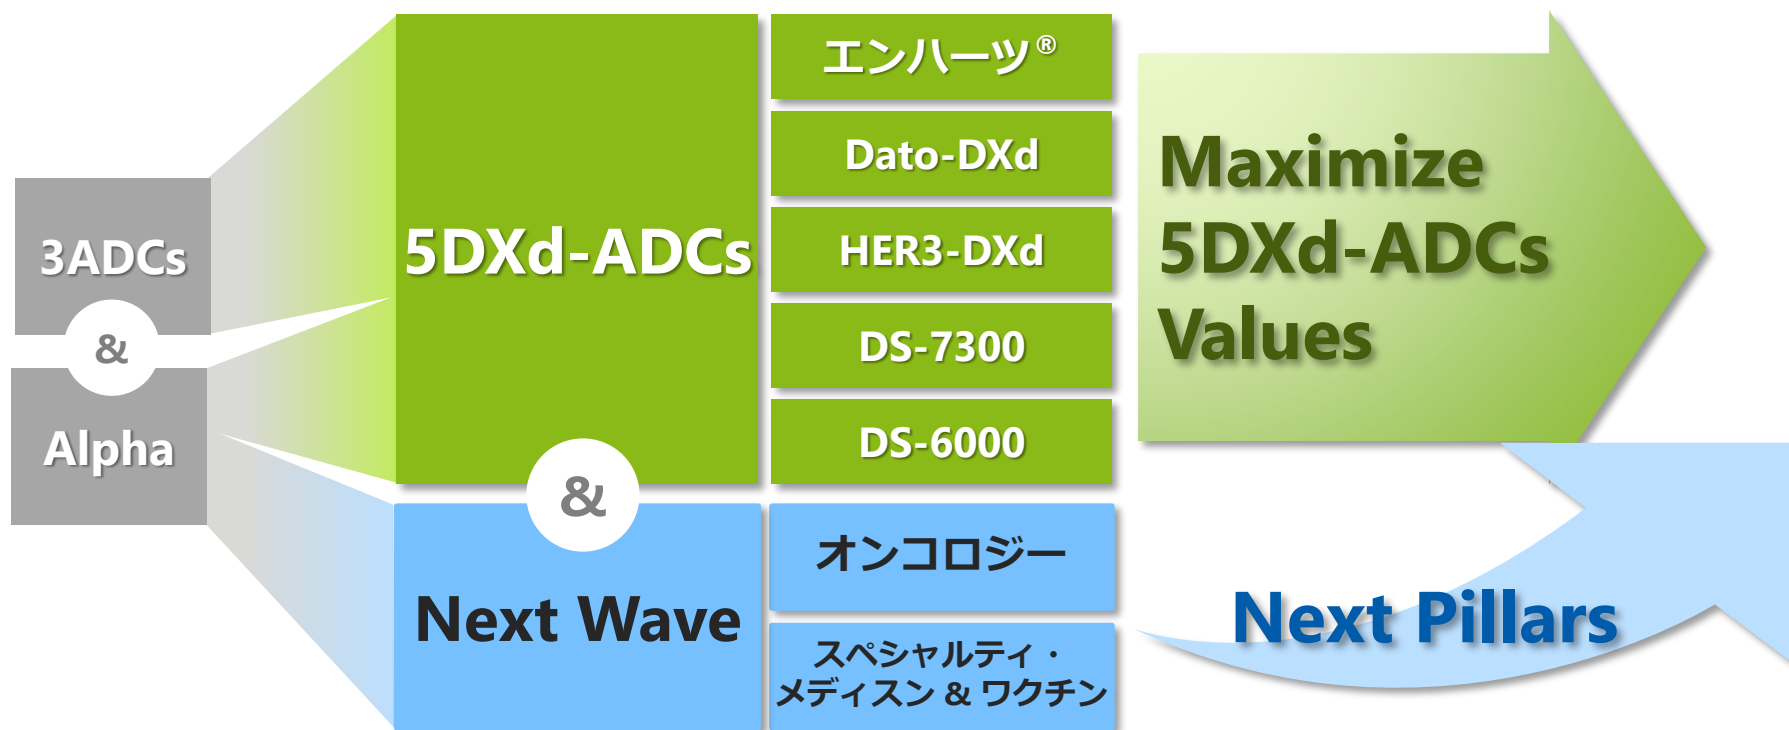 3ADCs
&
Alpha
5DXd-ADCs
&
Next Wave
エンハーツ®
Dato-DXd
HER3-DXd
DS-7300
DS-6000
オンコロジー
スペシャルティ・
メディスン & ワクチン
Maximize
5DXd-ADCs
Values
Next Pillars